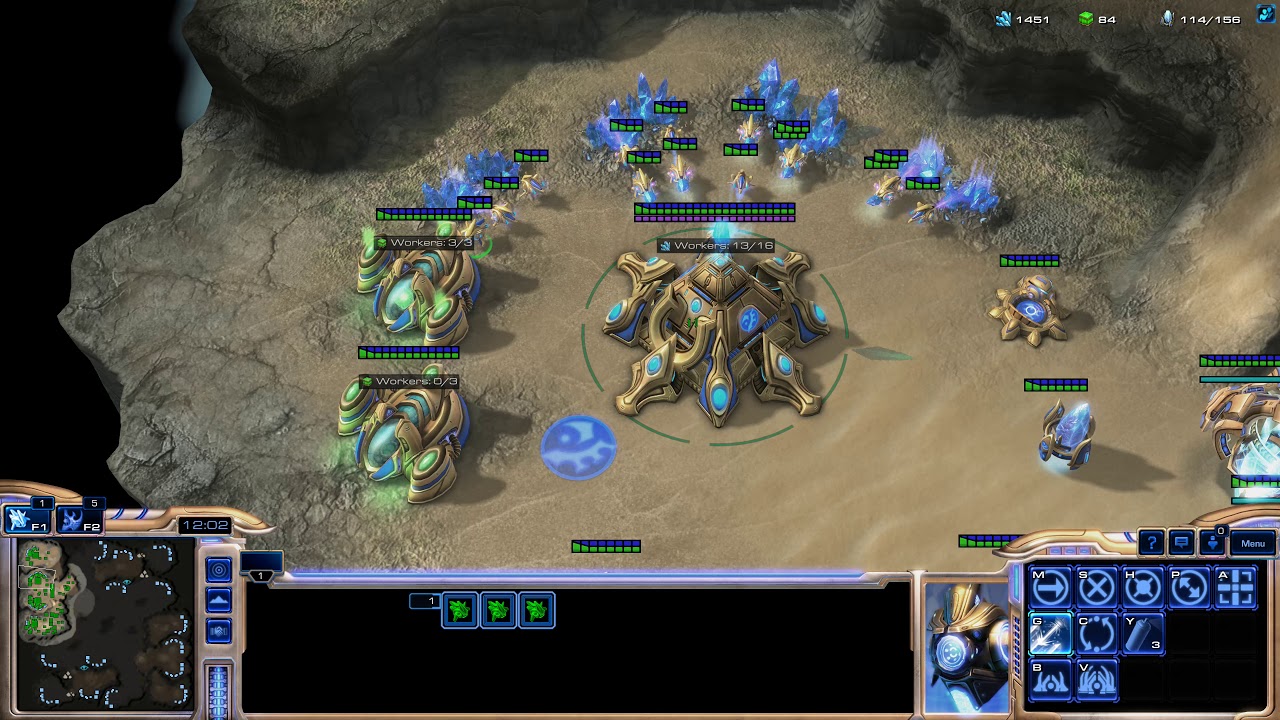 1451 84 114/156
Workers: 3/3
Workers: 13/16
Workers: 0/3
1 5
F1 F2
12:02
0
? Menu
1
1
M S H P A
G C Y
3
B V